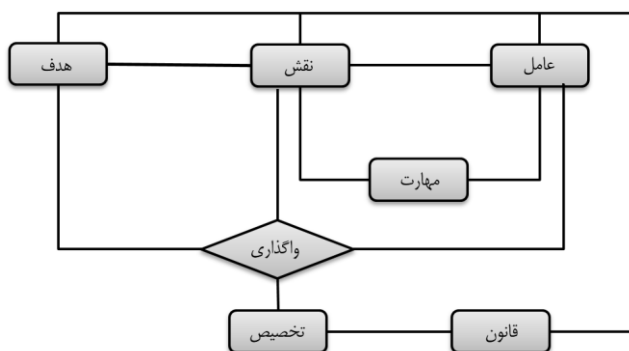 عامل
نقش
هدف
مهارت
واگذاری
قانون
تخصیص